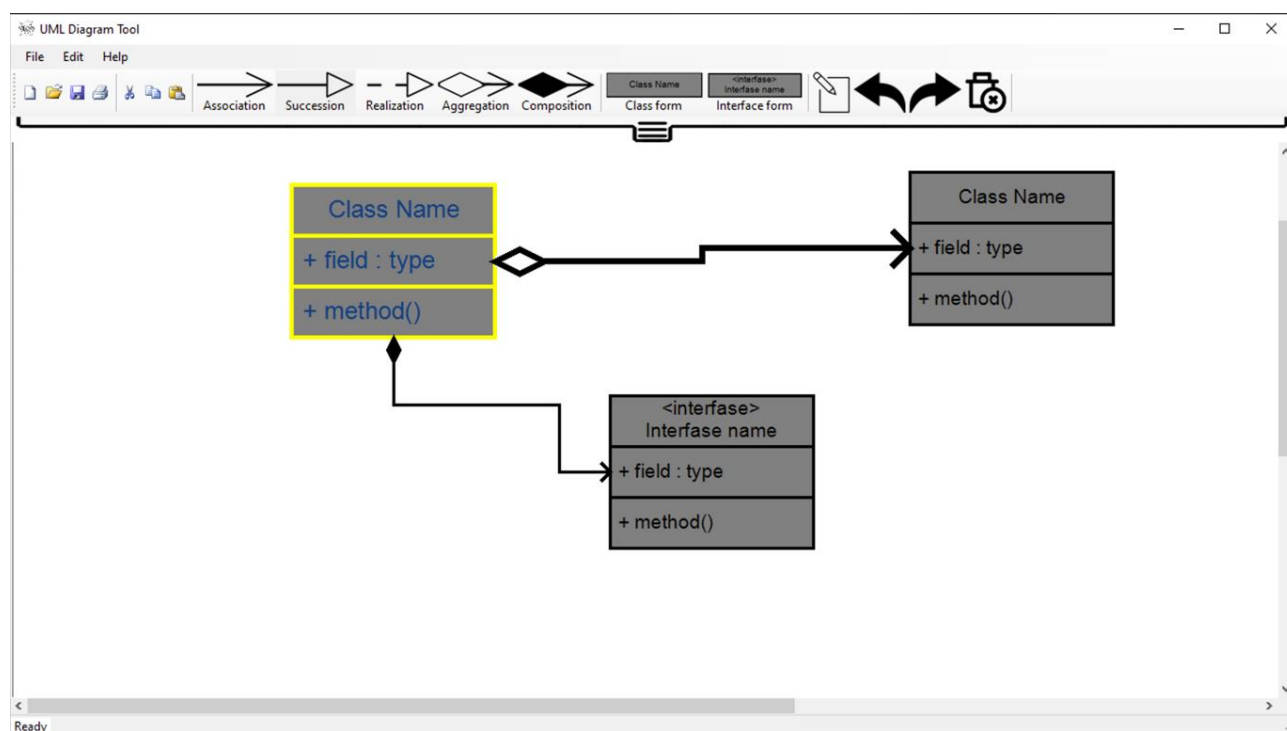 UML Diagram Tool
File Edit Help
Association Succession Realization Aggregation Composition Class Name Class form <interfase> Interfase name Interface form
Class Name
+ field : type
+ method()
Class Name
+ field : type
+ method()
<interfase>
Interfase name
+ field : type
+ method()
Ready